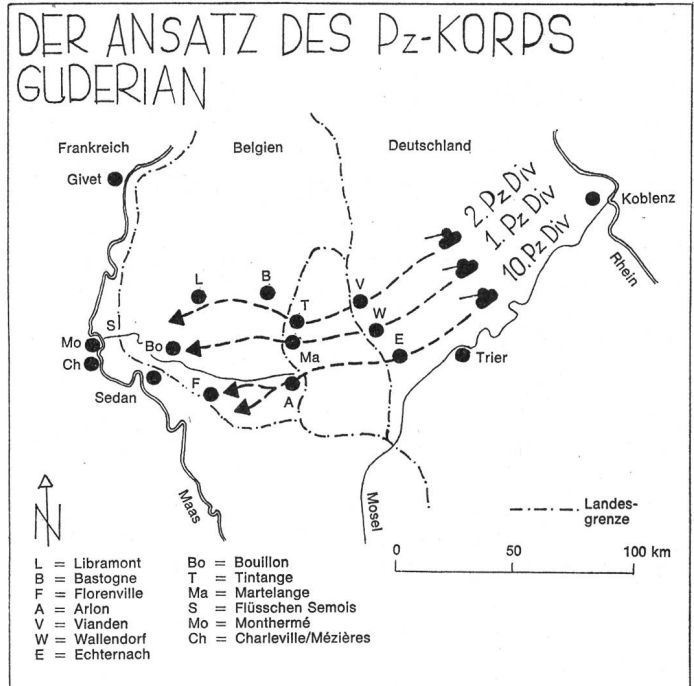 DER ANSATZ DES Pz-KORPS
GUDERIAN
Frankreich
Belgien
Deutschland
Givet
2. Pz Div
1. Pz Div
10. Pz Div
Koblenz
Rhein
L
B
V
T
W
S
Mo
Bo
Ma
E
Ch
Trier
Sedan
F
A
Maas
Mosel
N
Landes-
grenze
0 50 100 km
L = Libramont
B = Bastogne
F = Florenville
A = Arlon
V = Vianden
W = Wallendorf
E = Echternach
Bo = Bouillon
T = Tintange
Ma = Martelange
S = Flüsschen Semois
Mo = Monthermé
Ch = Charleville/Mézières